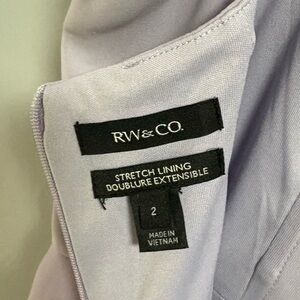 RW&CO.
STRETCH LINING
DOUBLURE EXTENSIBLE
2
MADE IN
VIETNAM